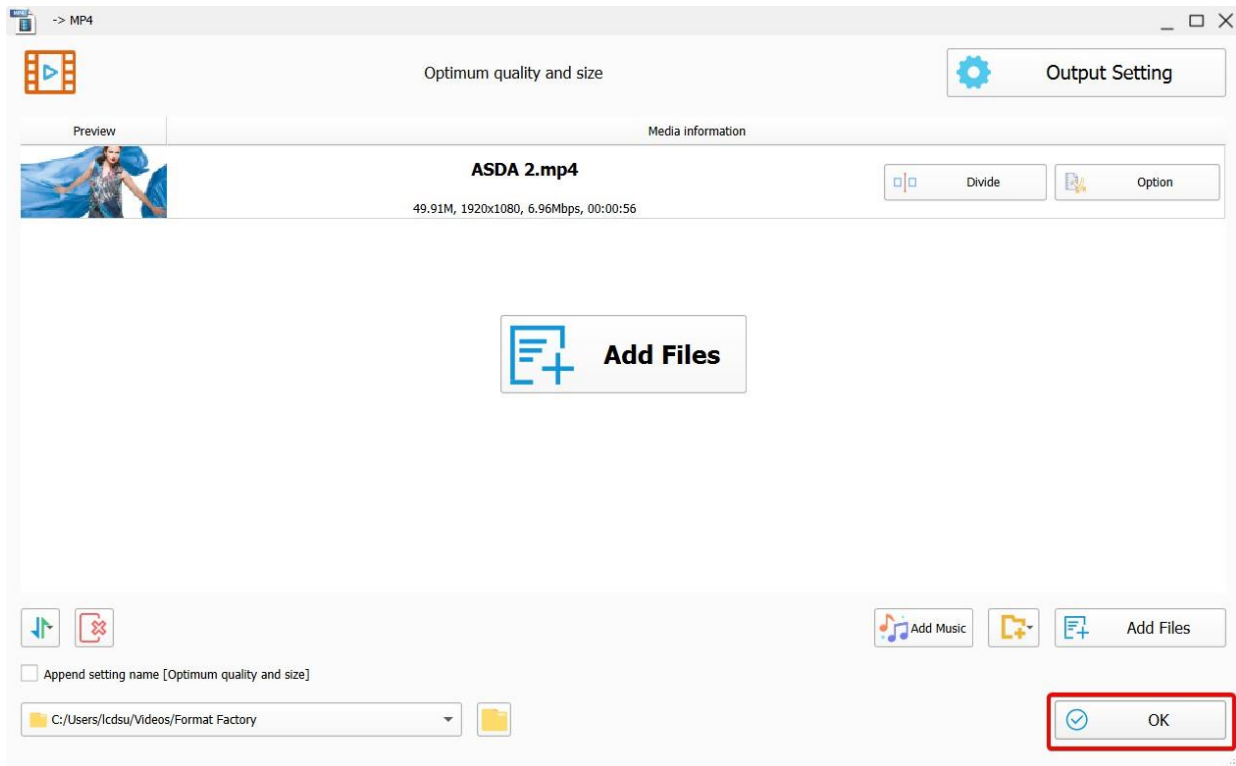 -> MP4
Optimum quality and size
Output Setting
Preview
Media information
ASDA 2.mp4
Divide
Option
49.91M, 1920x1080, 6.96Mbps, 00:00:56
Add Files
Add Music
Add Files
Append setting name [Optimum quality and size]
C:/Users/lcdsu/Videos/Format Factory
OK